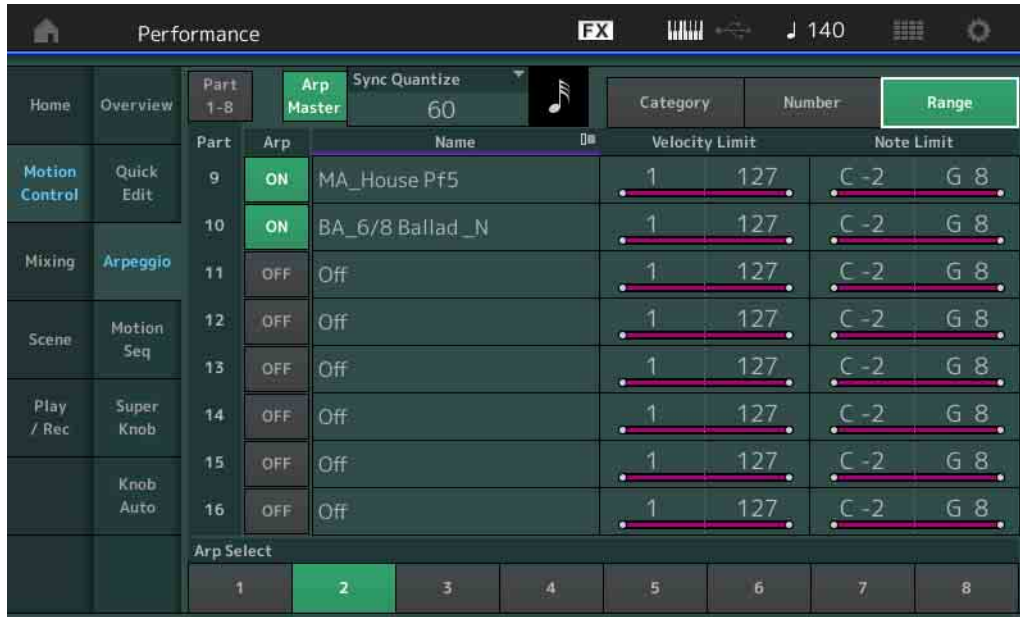 Performance FX 140
Home Overview Part 1-8 Arp Master Sync Quantize 60 Category Number Range
Part Arp Name Velocity Limit Note Limit
Motion Control Quick Edit 9 ON MA_House Pf5 1 127 C -2 G 8
10 ON BA_6/8 Ballad _N 1 127 C -2 G 8
Mixing Arpeggio 11 OFF Off 1 127 C -2 G 8
Scene Motion Seq 12 OFF Off 1 127 C -2 G 8
13 OFF Off 1 127 C -2 G 8
Play / Rec Super Knob 14 OFF Off 1 127 C -2 G 8
15 OFF Off 1 127 C -2 G 8
Knob Auto 16 OFF Off 1 127 C -2 G 8
Arp Select
1 2 3 4 5 6 7 8